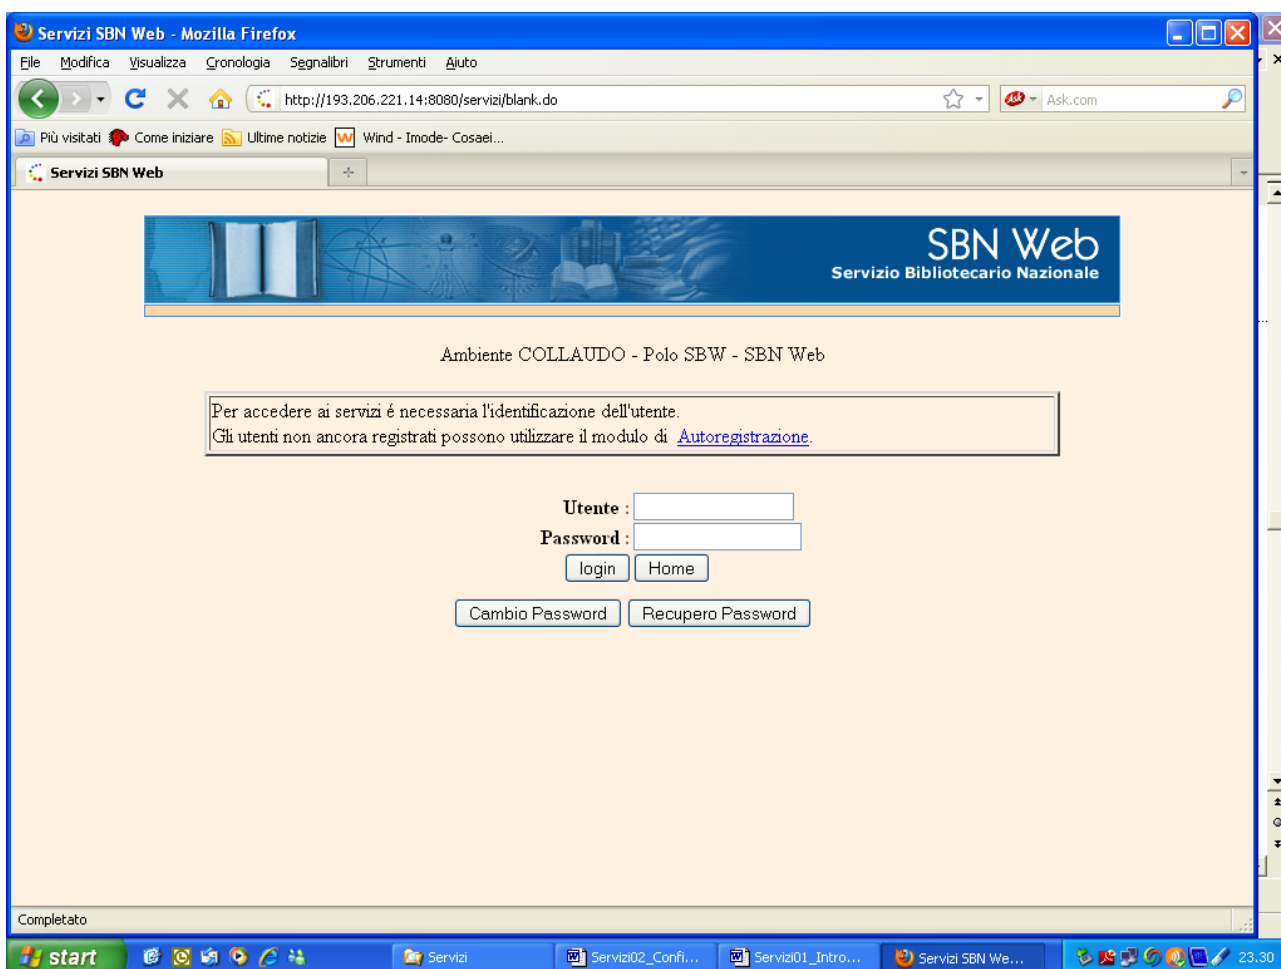 Servizi SBN Web - Mozilla Firefox
File Modifica Visualizza Cronologia Segnalibri Strumenti Aiuto
http://193.206.221.14:8080/servizi/blank.do
Ask Ask.com
Più visitati Come iniziare Ultime notizie W Wind - Imode- Cosaei...
Servizi SBN Web
SBN Web
Servizio Bibliotecario Nazionale
Ambiente COLLAUDO - Polo SBW - SBN Web
Per accedere ai servizi é necessaria l'identificazione dell'utente.
Gli utenti non ancora registrati possono utilizzare il modulo di Autoregistrazione.
Utente :
Password :
login Home
Cambio Password Recupero Password
Completato
start Servizi Servizi02_Confi... Servizi01_Intro... Servizi SBN We... 23.30